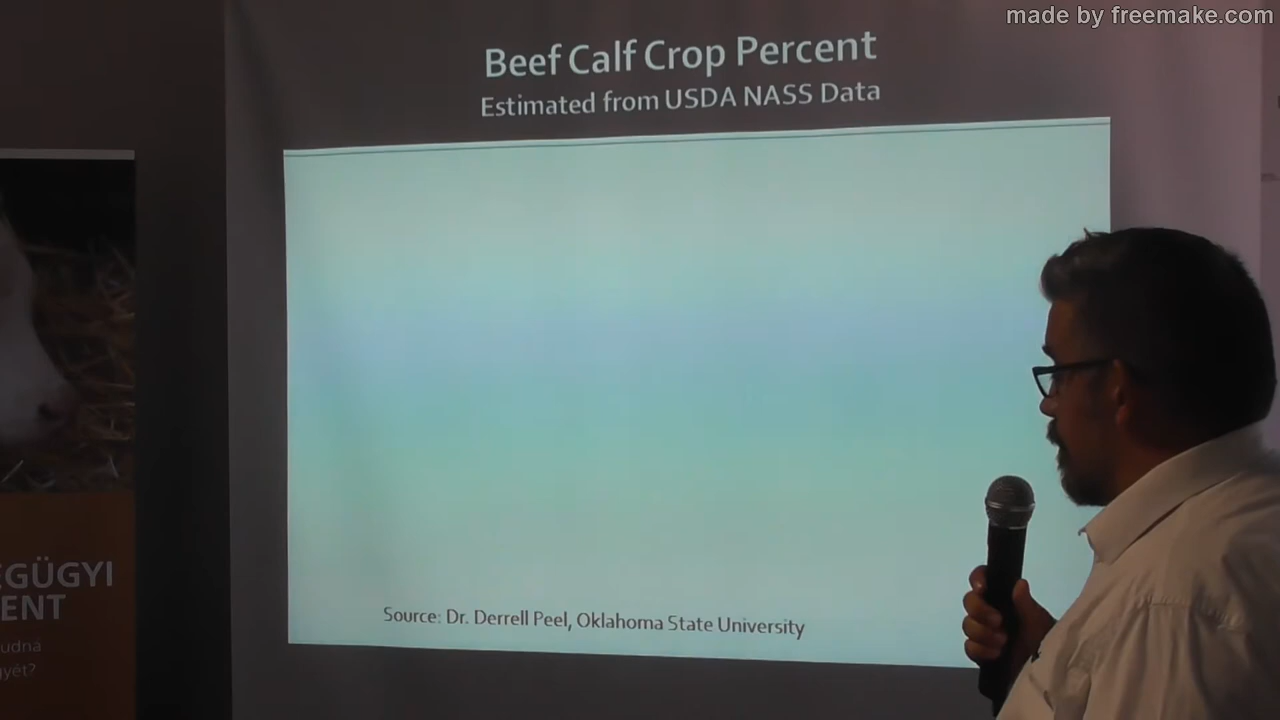 made by freemake.com
Beef Calf Crop Percent
Estimated from USDA NASS Data
Source: Dr. Derrell Peel, Oklahoma State University
EGÜGYI
ENT
udná
gyét?